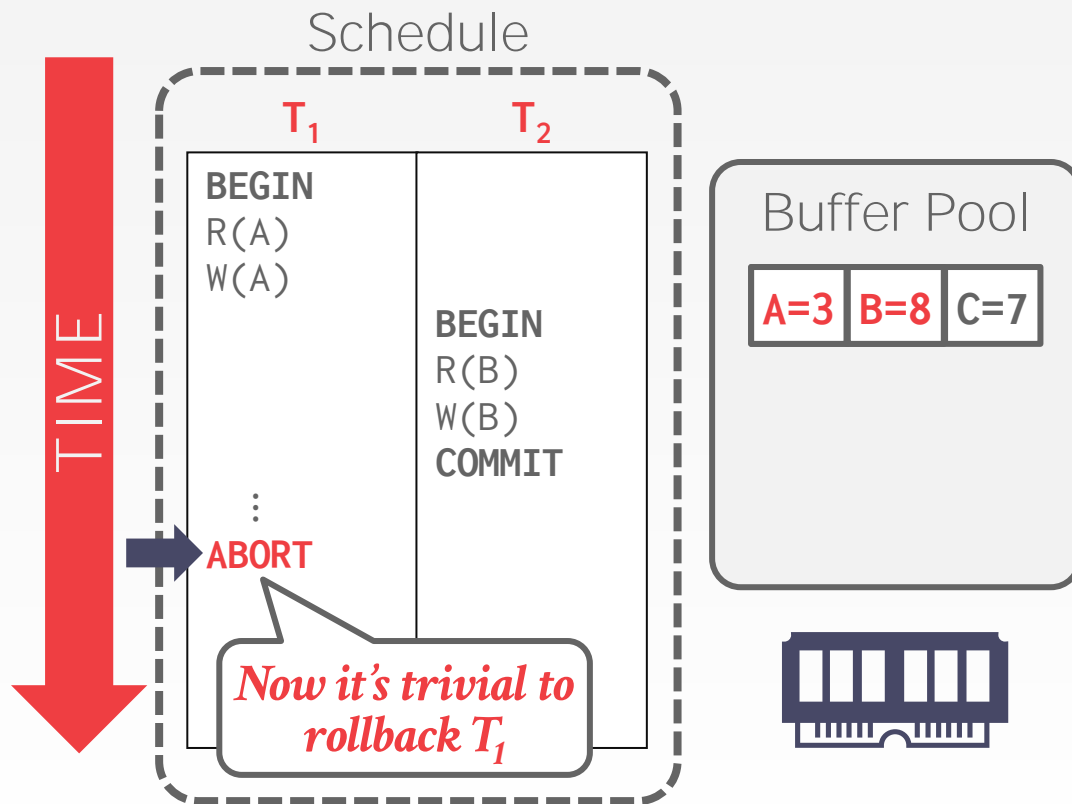 Schedule
TIME
T₁ T₂
BEGIN
R(A)
W(A)
BEGIN
R(B)
W(B)
COMMIT
⋮
ABORT
Now it's trivial to
rollback T₁
Buffer Pool
A=3 B=8 C=7